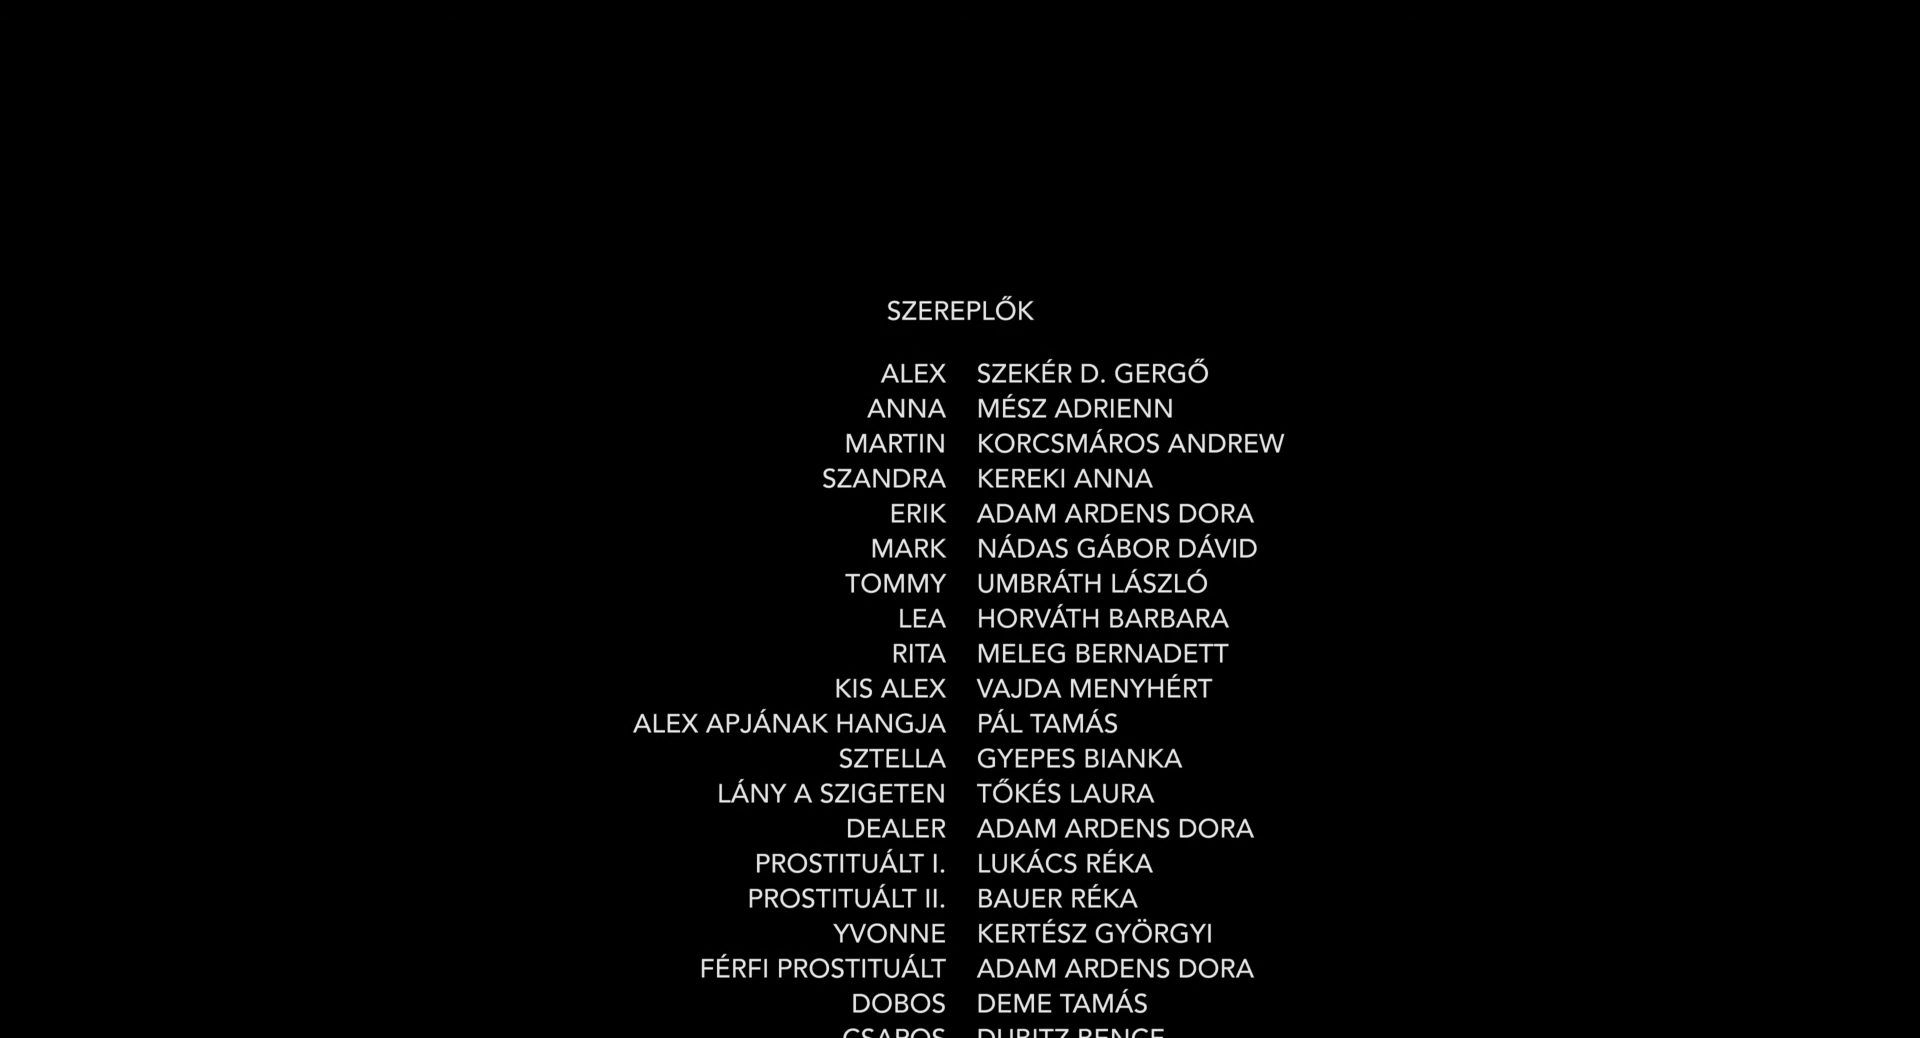 SZEREPLŐK
ALEX SZEKÉR D. GERGŐ
ANNA MÉSZ ADRIENN
MARTIN KORCSMÁROS ANDREW
SZANDRA KEREKI ANNA
ERIK ADAM ARDENS DORA
MARK NÁDAS GÁBOR DÁVID
TOMMY UMBRÁTH LÁSZLÓ
LEA HORVÁTH BARBARA
RITA MELEG BERNADETT
KIS ALEX VAJDA MENYHÉRT
ALEX APJÁNAK HANGJA PÁL TAMÁS
SZTELLA GYEPES BIANKA
LÁNY A SZIGETEN TŐKÉS LAURA
DEALER ADAM ARDENS DORA
PROSTITUÁLT I. LUKÁCS RÉKA
PROSTITUÁLT II. BAUER RÉKA
YVONNE KERTÉSZ GYÖRGYI
FÉRFI PROSTITUÁLT ADAM ARDENS DORA
DOBOS DEME TAMÁS
CSAPOS DUBITZ BENCE